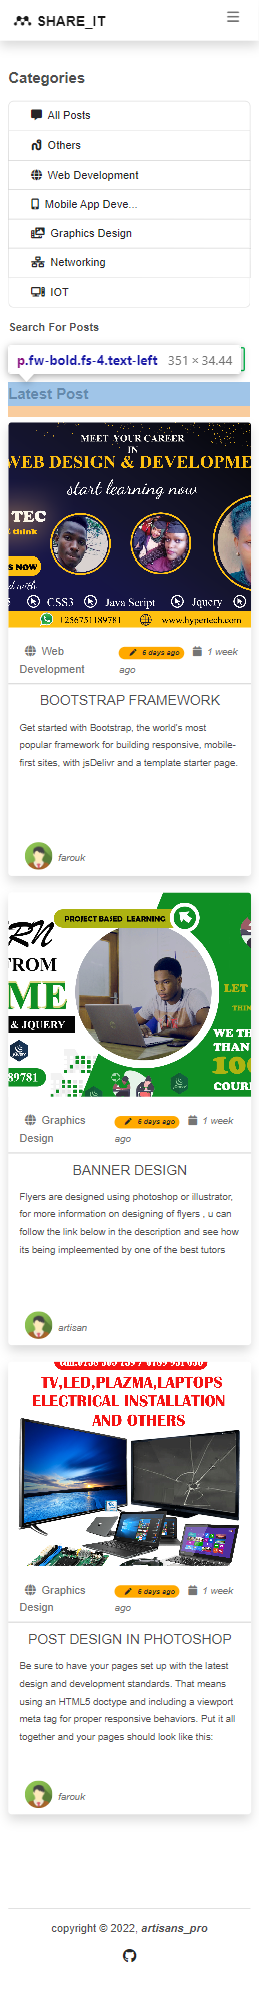 SHARE_IT
Categories
All Posts
Others
Web Development
Mobile App Deve...
Graphics Design
Networking
IOT
Search For Posts
p.fw-bold.fs-4.text-left 351 × 34.44
Latest Post
MEET YOUR CAREER
IN
WEB DESIGN & DEVELOPME
start learning now
TEC
k think
S NOW
ed with
CSS3 Java Script Jquery
+256751189781 www.hypertech.com
Web Development
6 days ago
1 week ago
BOOTSTRAP FRAMEWORK
Get started with Bootstrap, the world's most
popular framework for building responsive, mobile-
first sites, with jsDelivr and a template starter page.
farouk
PROJECT BASED LEARNING
RN
FROM
ME
& JQUERY
89781
LET
THIN
WE TH
THAN
100
COURS
Graphics Design
6 days ago
1 week ago
BANNER DESIGN
Flyers are designed using photoshop or illustrator,
for more information on designing of flyers , u can
follow the link below in the description and see how
its being impleemented by one of the best tutors
artisan
TV,LED,PLAZMA,LAPTOPS
ELECTRICAL INSTALLATION
AND OTHERS
Graphics Design
6 days ago
1 week ago
POST DESIGN IN PHOTOSHOP
Be sure to have your pages set up with the latest
design and development standards. That means
using an HTML5 doctype and including a viewport
meta tag for proper responsive behaviors. Put it all
together and your pages should look like this:
farouk
copyright © 2022, artisans_pro